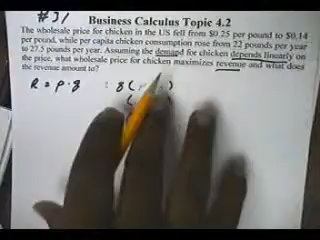 #31
Business Calculus Topic 4.2
The wholesale price for chicken in the US fell from $0.25 per pound to $0.14
per pound, while per capita chicken consumption rose from 22 pounds per year
to 27.5 pounds per year. Assuming the demand for chicken depends linearly on
the price, what wholesale price for chicken maximizes revenue and what does
the revenue amount to?
R = p·q : q(